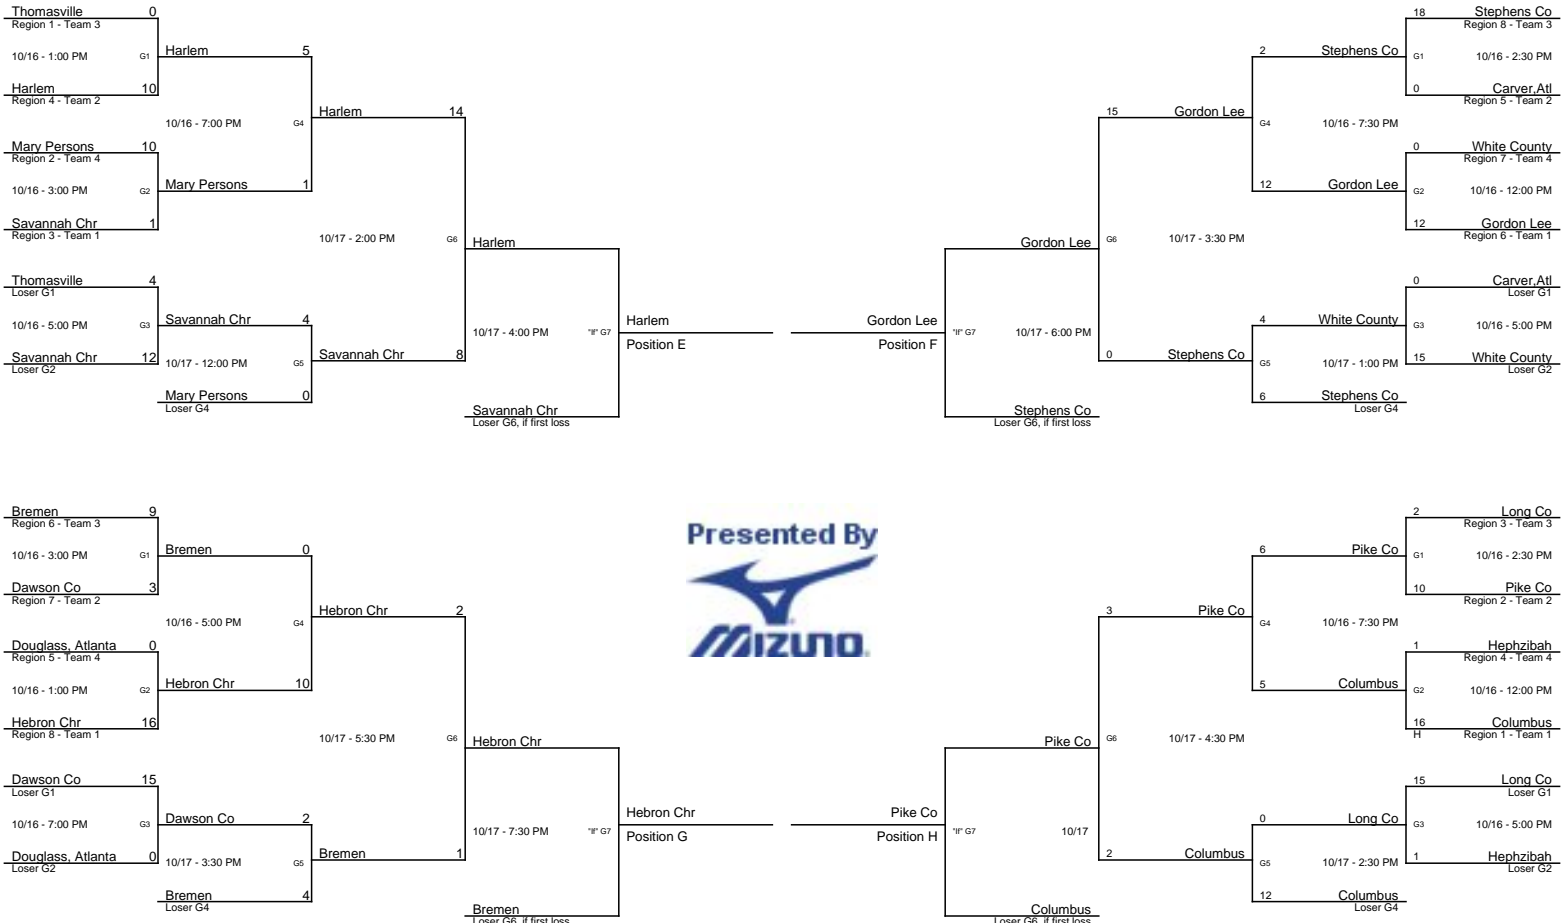 Thomasville 0
Region 1 - Team 3
10/16 - 1:00 PM G1
Harlem 10
Region 4 - Team 2
Harlem 5
10/16 - 7:00 PM G4
Mary Persons 10
Region 2 - Team 4
10/16 - 3:00 PM G2
Savannah Chr 1
Region 3 - Team 1
Mary Persons 1
Harlem 14
10/17 - 2:00 PM G6
Thomasville 4
Loser G1
10/16 - 5:00 PM G3
Savannah Chr 12
Loser G2
Savannah Chr 4
10/17 - 12:00 PM G5
Mary Persons 0
Loser G4
Savannah Chr 8
Harlem
10/17 - 4:00 PM "If" G7
Savannah Chr
Loser G6, if first loss
Harlem
Position E
18 Stephens Co
Region 8 - Team 3
G1 10/16 - 2:30 PM
0 Carver,Atl
Region 5 - Team 2
2 Stephens Co
G4 10/16 - 7:30 PM
0 White County
Region 7 - Team 4
G2 10/16 - 12:00 PM
12 Gordon Lee
Region 6 - Team 1
12 Gordon Lee
15 Gordon Lee
G6 10/17 - 3:30 PM
0 Carver,Atl
Loser G1
G3 10/16 - 5:00 PM
15 White County
Loser G2
4 White County
G5 10/17 - 1:00 PM
6 Stephens Co
Loser G4
0 Stephens Co
Gordon Lee
"If" G7 10/17 - 6:00 PM
Stephens Co
Loser G6, if first loss
Gordon Lee
Position F
Presented By
MIZUNO
Bremen 9
Region 6 - Team 3
10/16 - 3:00 PM G1
Dawson Co 3
Region 7 - Team 2
Bremen 0
10/16 - 5:00 PM G4
Douglass, Atlanta 0
Region 5 - Team 4
10/16 - 1:00 PM G2
Hebron Chr 16
Region 8 - Team 1
Hebron Chr 10
Hebron Chr 2
10/17 - 5:30 PM G6
Dawson Co 15
Loser G1
10/16 - 7:00 PM G3
Douglass, Atlanta 0
Loser G2
Dawson Co 2
10/17 - 3:30 PM G5
Bremen 4
Loser G4
Bremen 1
Hebron Chr
10/17 - 7:30 PM "If" G7
Bremen
Loser G6, if first loss
Hebron Chr
Position G
2 Long Co
Region 3 - Team 3
G1 10/16 - 2:30 PM
10 Pike Co
Region 2 - Team 2
6 Pike Co
G4 10/16 - 7:30 PM
1 Hephzibah
Region 4 - Team 4
G2 10/16 - 12:00 PM
16 Columbus
H Region 1 - Team 1
5 Columbus
3 Pike Co
G6 10/17 - 4:30 PM
15 Long Co
Loser G1
G3 10/16 - 5:00 PM
1 Hephzibah
Loser G2
0 Long Co
G5 10/17 - 2:30 PM
12 Columbus
Loser G4
2 Columbus
Pike Co
"If" G7 10/17
Columbus
Loser G6, if first loss
Pike Co
Position H